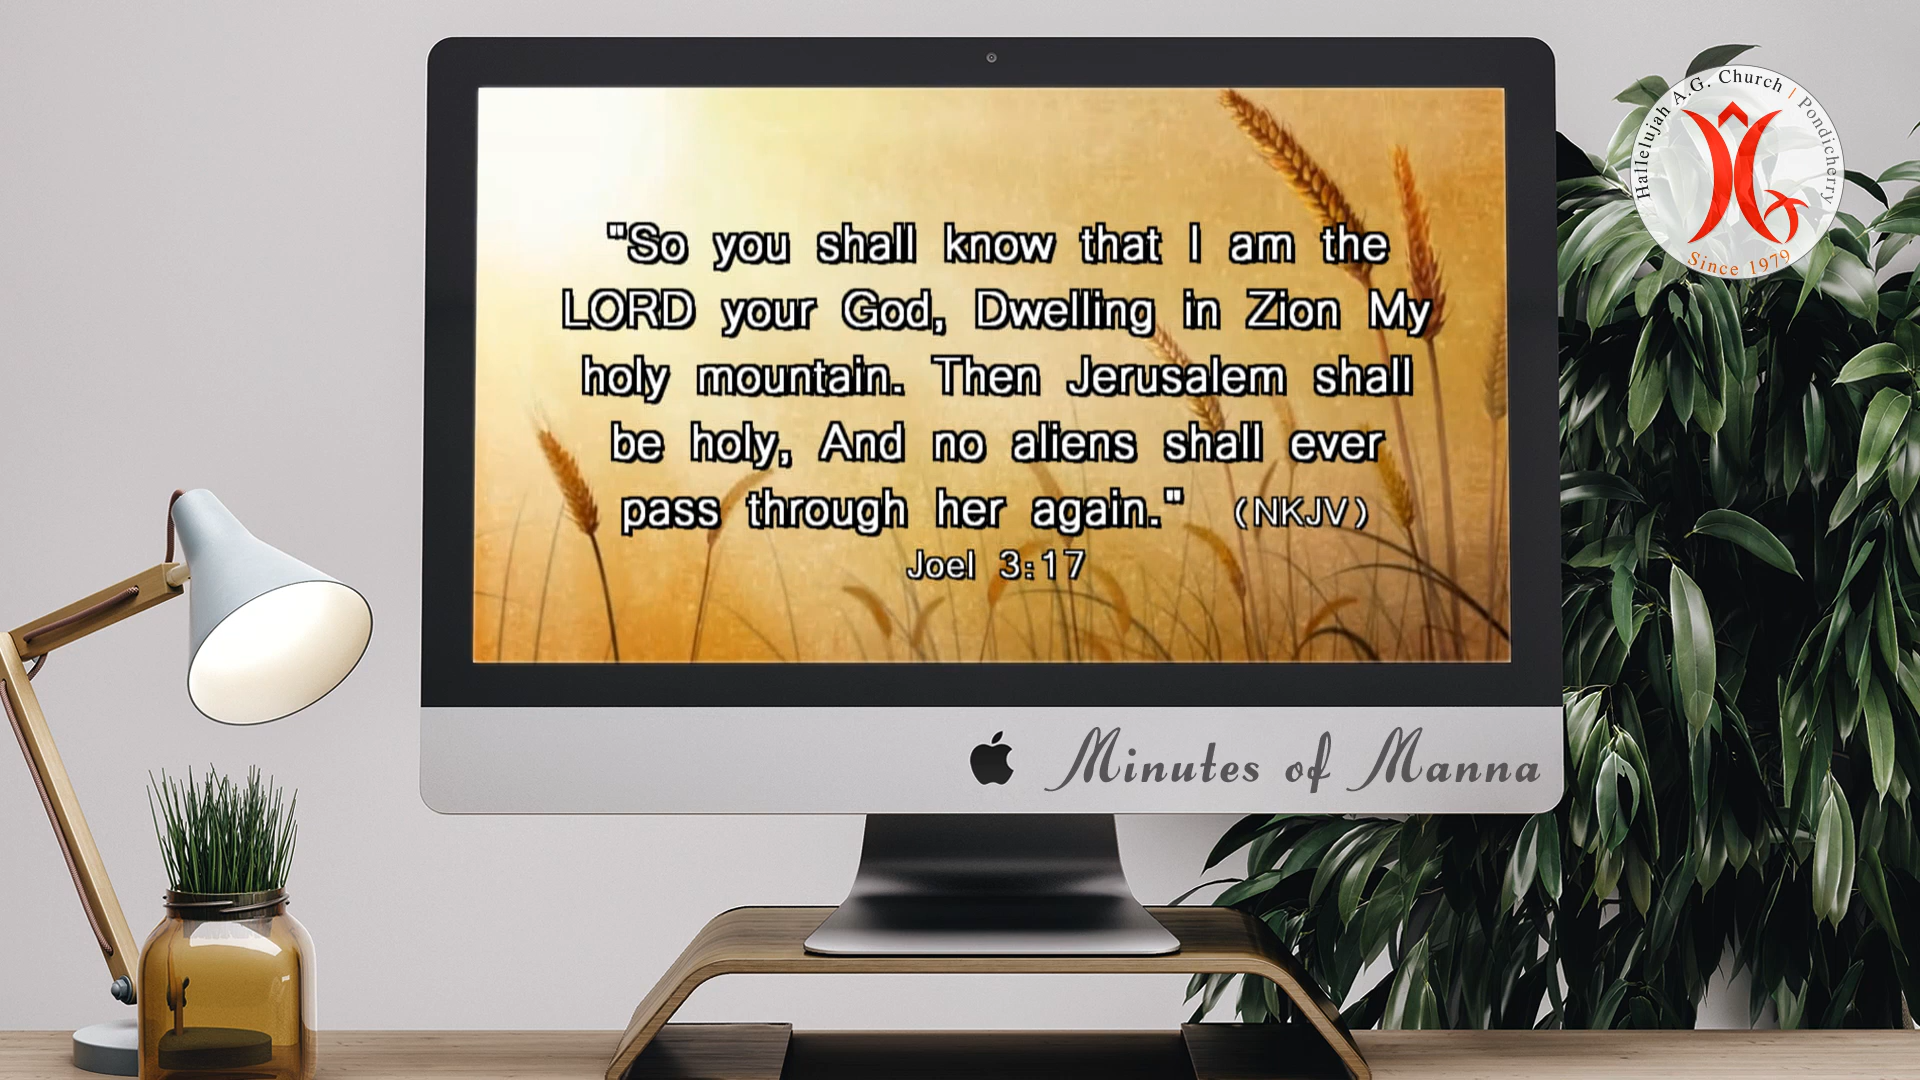 Hallelujah A.G. Church | Pondicherry
Since 1979
"So you shall know that I am the
LORD your God, Dwelling in Zion My
holy mountain. Then Jerusalem shall
be holy, And no aliens shall ever
pass through her again." (NKJV)
Joel 3:17
Minutes of Manna